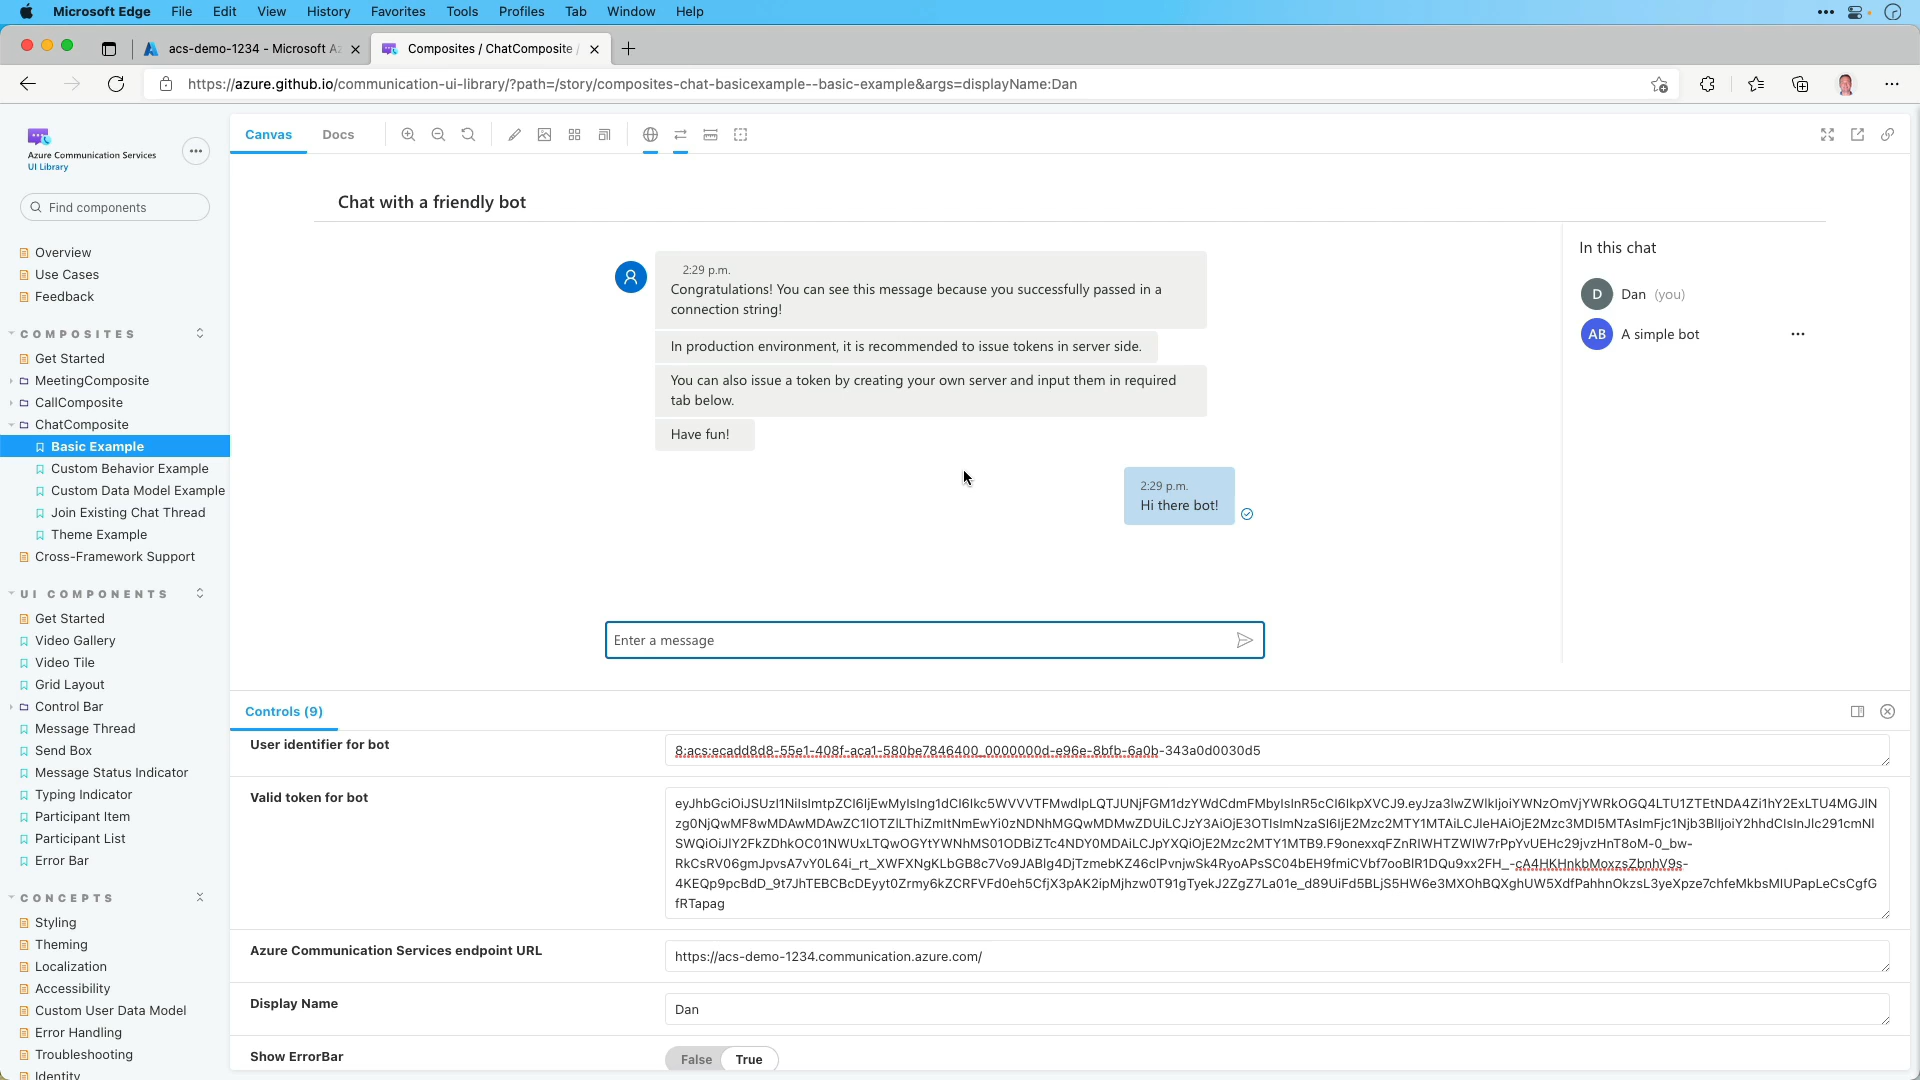 Microsoft Edge File Edit View History Favorites Tools Profiles Tab Window Help
acs-demo-1234 - Microsoft Az
Composites / ChatComposite /
https://azure.github.io/communication-ui-library/?path=/story/composites-chat-basicexample--basic-example&args=displayName:Dan
Azure Communication Services
UI Library
Find components
Overview
Use Cases
Feedback
COMPOSITES
Get Started
MeetingComposite
CallComposite
ChatComposite
Basic Example
Custom Behavior Example
Custom Data Model Example
Join Existing Chat Thread
Theme Example
Cross-Framework Support
UI COMPONENTS
Get Started
Video Gallery
Video Tile
Grid Layout
Control Bar
Message Thread
Send Box
Message Status Indicator
Typing Indicator
Participant Item
Participant List
Error Bar
CONCEPTS
Styling
Theming
Localization
Accessibility
Custom User Data Model
Error Handling
Troubleshooting
Identity
Canvas Docs
Chat with a friendly bot
2:29 p.m.
Congratulations! You can see this message because you successfully passed in a
connection string!
In production environment, it is recommended to issue tokens in server side.
You can also issue a token by creating your own server and input them in required
tab below.
Have fun!
2:29 p.m.
Hi there bot!
Enter a message
In this chat
D Dan (you)
AB A simple bot
Controls (9)
User identifier for bot
8:acs:ecadd8d8-55e1-408f-aca1-580be7846400_0000000d-e96e-8bfb-6a0b-343a0d0030d5
Valid token for bot
fRTapag
Azure Communication Services endpoint URL
https://acs-demo-1234.communication.azure.com/
Display Name
Dan
Show ErrorBar
False True